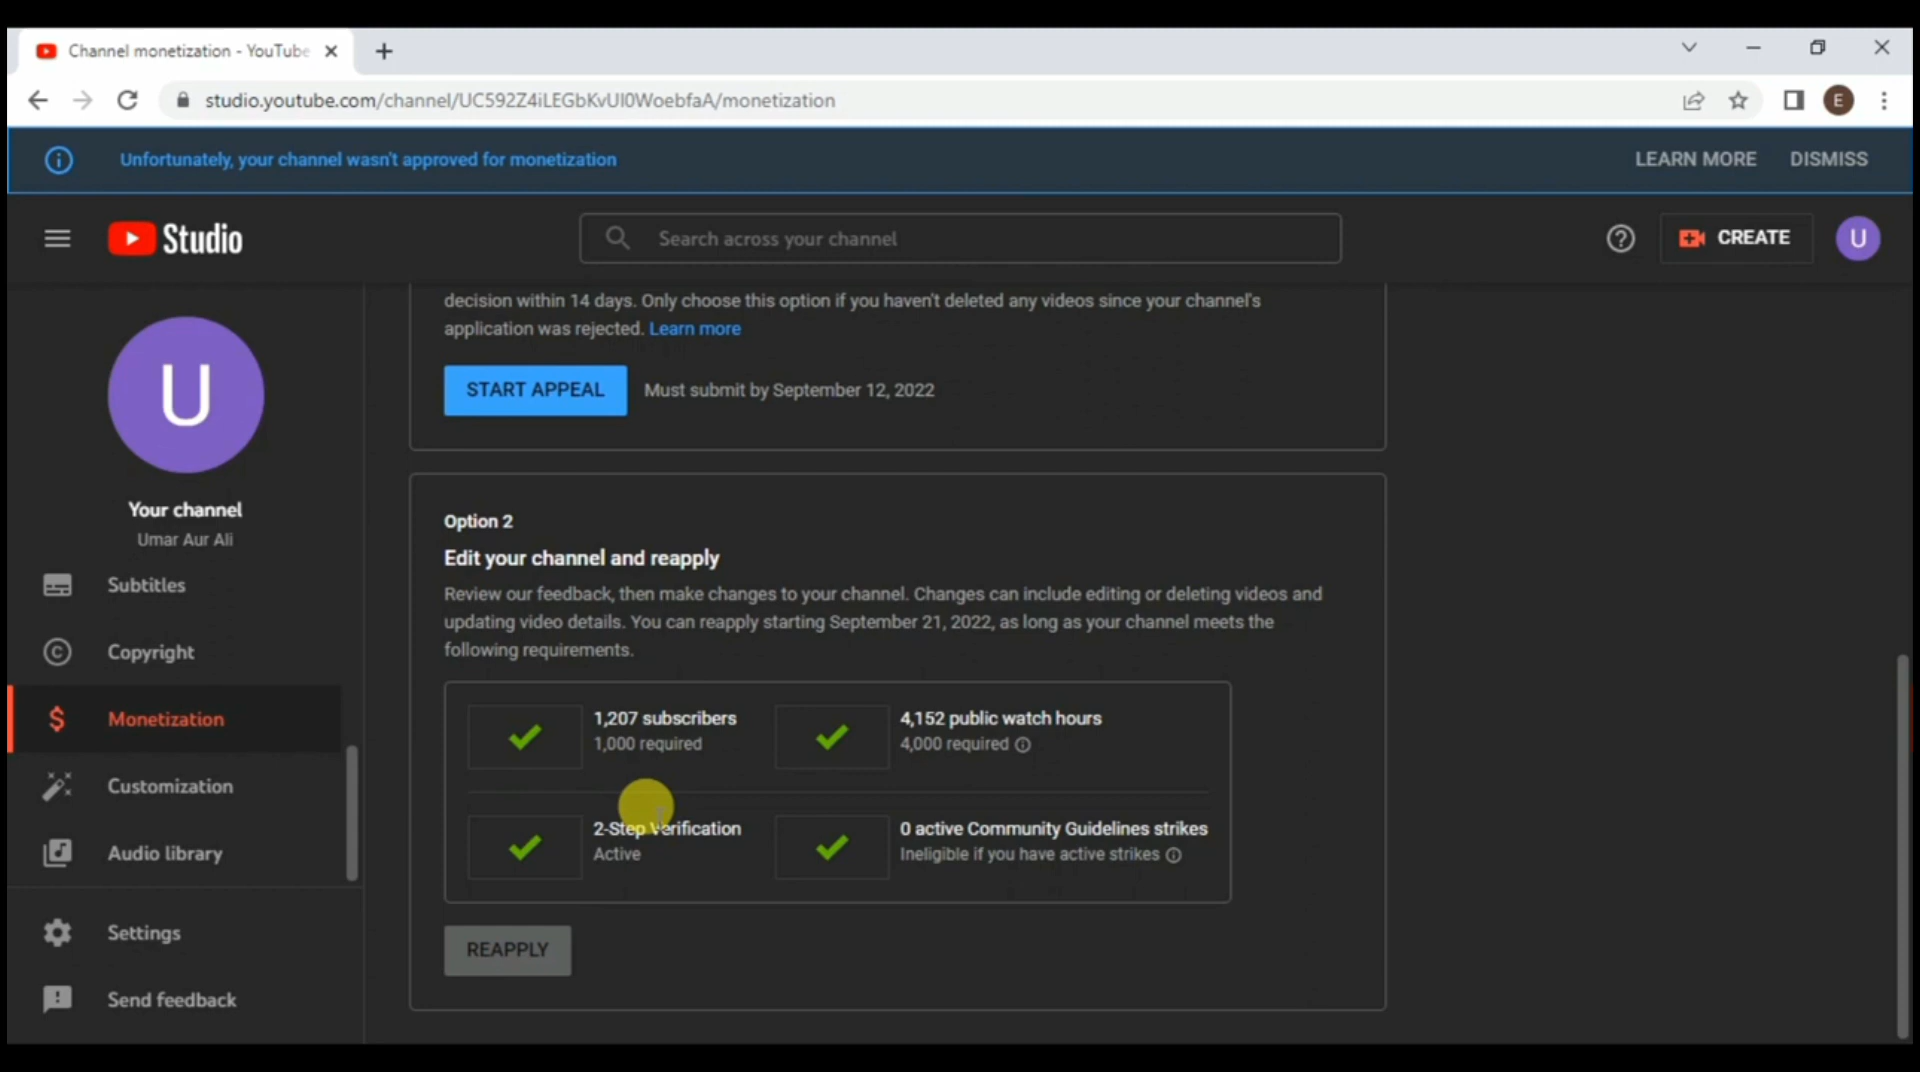 Channel monetization - YouTube
studio.youtube.com/channel/UC592Z4iLEGbKvUI0WoebfaA/monetization
E
Unfortunately, your channel wasn't approved for monetization
LEARN MORE
DISMISS
Studio
Search across your channel
CREATE
U
U
Your channel
Umar Aur Ali
Subtitles
Copyright
Monetization
Customization
Audio library
Settings
Send feedback
decision within 14 days. Only choose this option if you haven't deleted any videos since your channel's
application was rejected. Learn more
START APPEAL
Must submit by September 12, 2022
Option 2
Edit your channel and reapply
Review our feedback, then make changes to your channel. Changes can include editing or deleting videos and
updating video details. You can reapply starting September 21, 2022, as long as your channel meets the
following requirements.
1,207 subscribers
1,000 required
4,152 public watch hours
4,000 required
2-Step Verification
Active
0 active Community Guidelines strikes
Ineligible if you have active strikes
REAPPLY